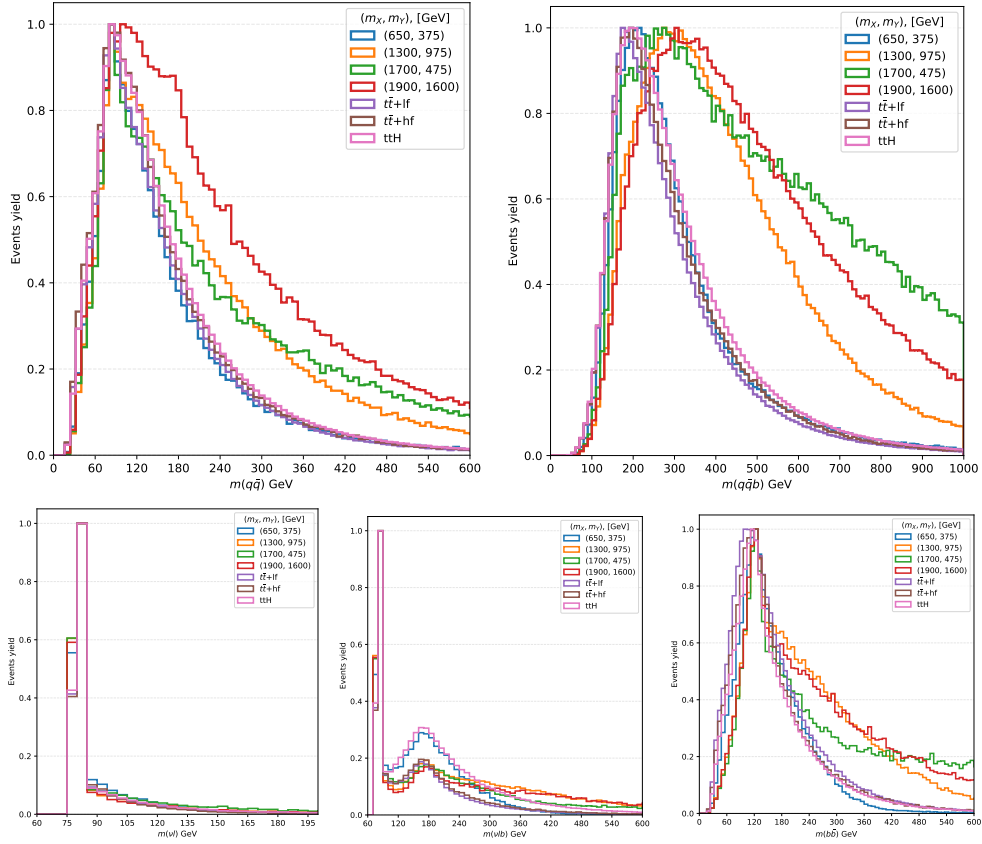 Events yield
1.0
0.8
0.6
0.4
0.2
0.0
0 60 120 180 240 300 360 420 480 540 600
m(qq̄) GeV
(m_X, m_Y), [GeV]
(650, 375)
(1300, 975)
(1700, 475)
(1900, 1600)
tt̄+lf
tt̄+hf
ttH
Events yield
1.0
0.8
0.6
0.4
0.2
0.0
0 100 200 300 400 500 600 700 800 900 1000
m(qq̄b) GeV
(m_X, m_Y), [GeV]
(650, 375)
(1300, 975)
(1700, 475)
(1900, 1600)
tt̄+lf
tt̄+hf
ttH
Events yield
1.0
0.8
0.6
0.4
0.2
0.0
60 75 90 105 120 135 150 165 180 195
m(νl) GeV
(m_X, m_Y), [GeV]
(650, 375)
(1300, 975)
(1700, 475)
(1900, 1600)
tt̄+lf
tt̄+hf
ttH
Events yield
1.0
0.8
0.6
0.4
0.2
0.0
60 120 180 240 300 360 420 480 540 600
m(νlb) GeV
(m_X, m_Y), [GeV]
(650, 375)
(1300, 975)
(1700, 475)
(1900, 1600)
tt̄+lf
tt̄+hf
ttH
Events yield
1.0
0.8
0.6
0.4
0.2
0.0
0 60 120 180 240 300 360 420 480 540 600
m(bb̄) GeV
(m_X, m_Y), [GeV]
(650, 375)
(1300, 975)
(1700, 475)
(1900, 1600)
tt̄+lf
tt̄+hf
ttH